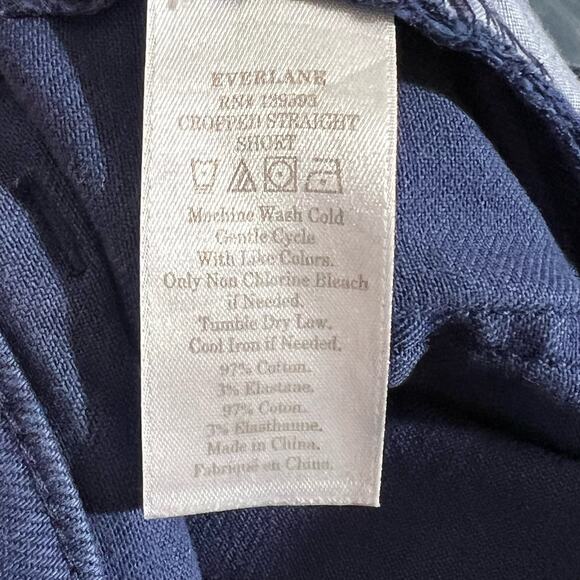 EVERLANE
RN# 139393
CROPPED STRAIGHT
SHORT
Machine Wash Cold
Gentle Cycle
With Like Colors.
Only Non Chlorine Bleach
if Needed.
Tumble Dry Low.
Cool Iron if Needed.
97% Cotton.
3% Elastane.
97% Coton.
3% Elasthanne.
Made in China.
Fabriqué en China.